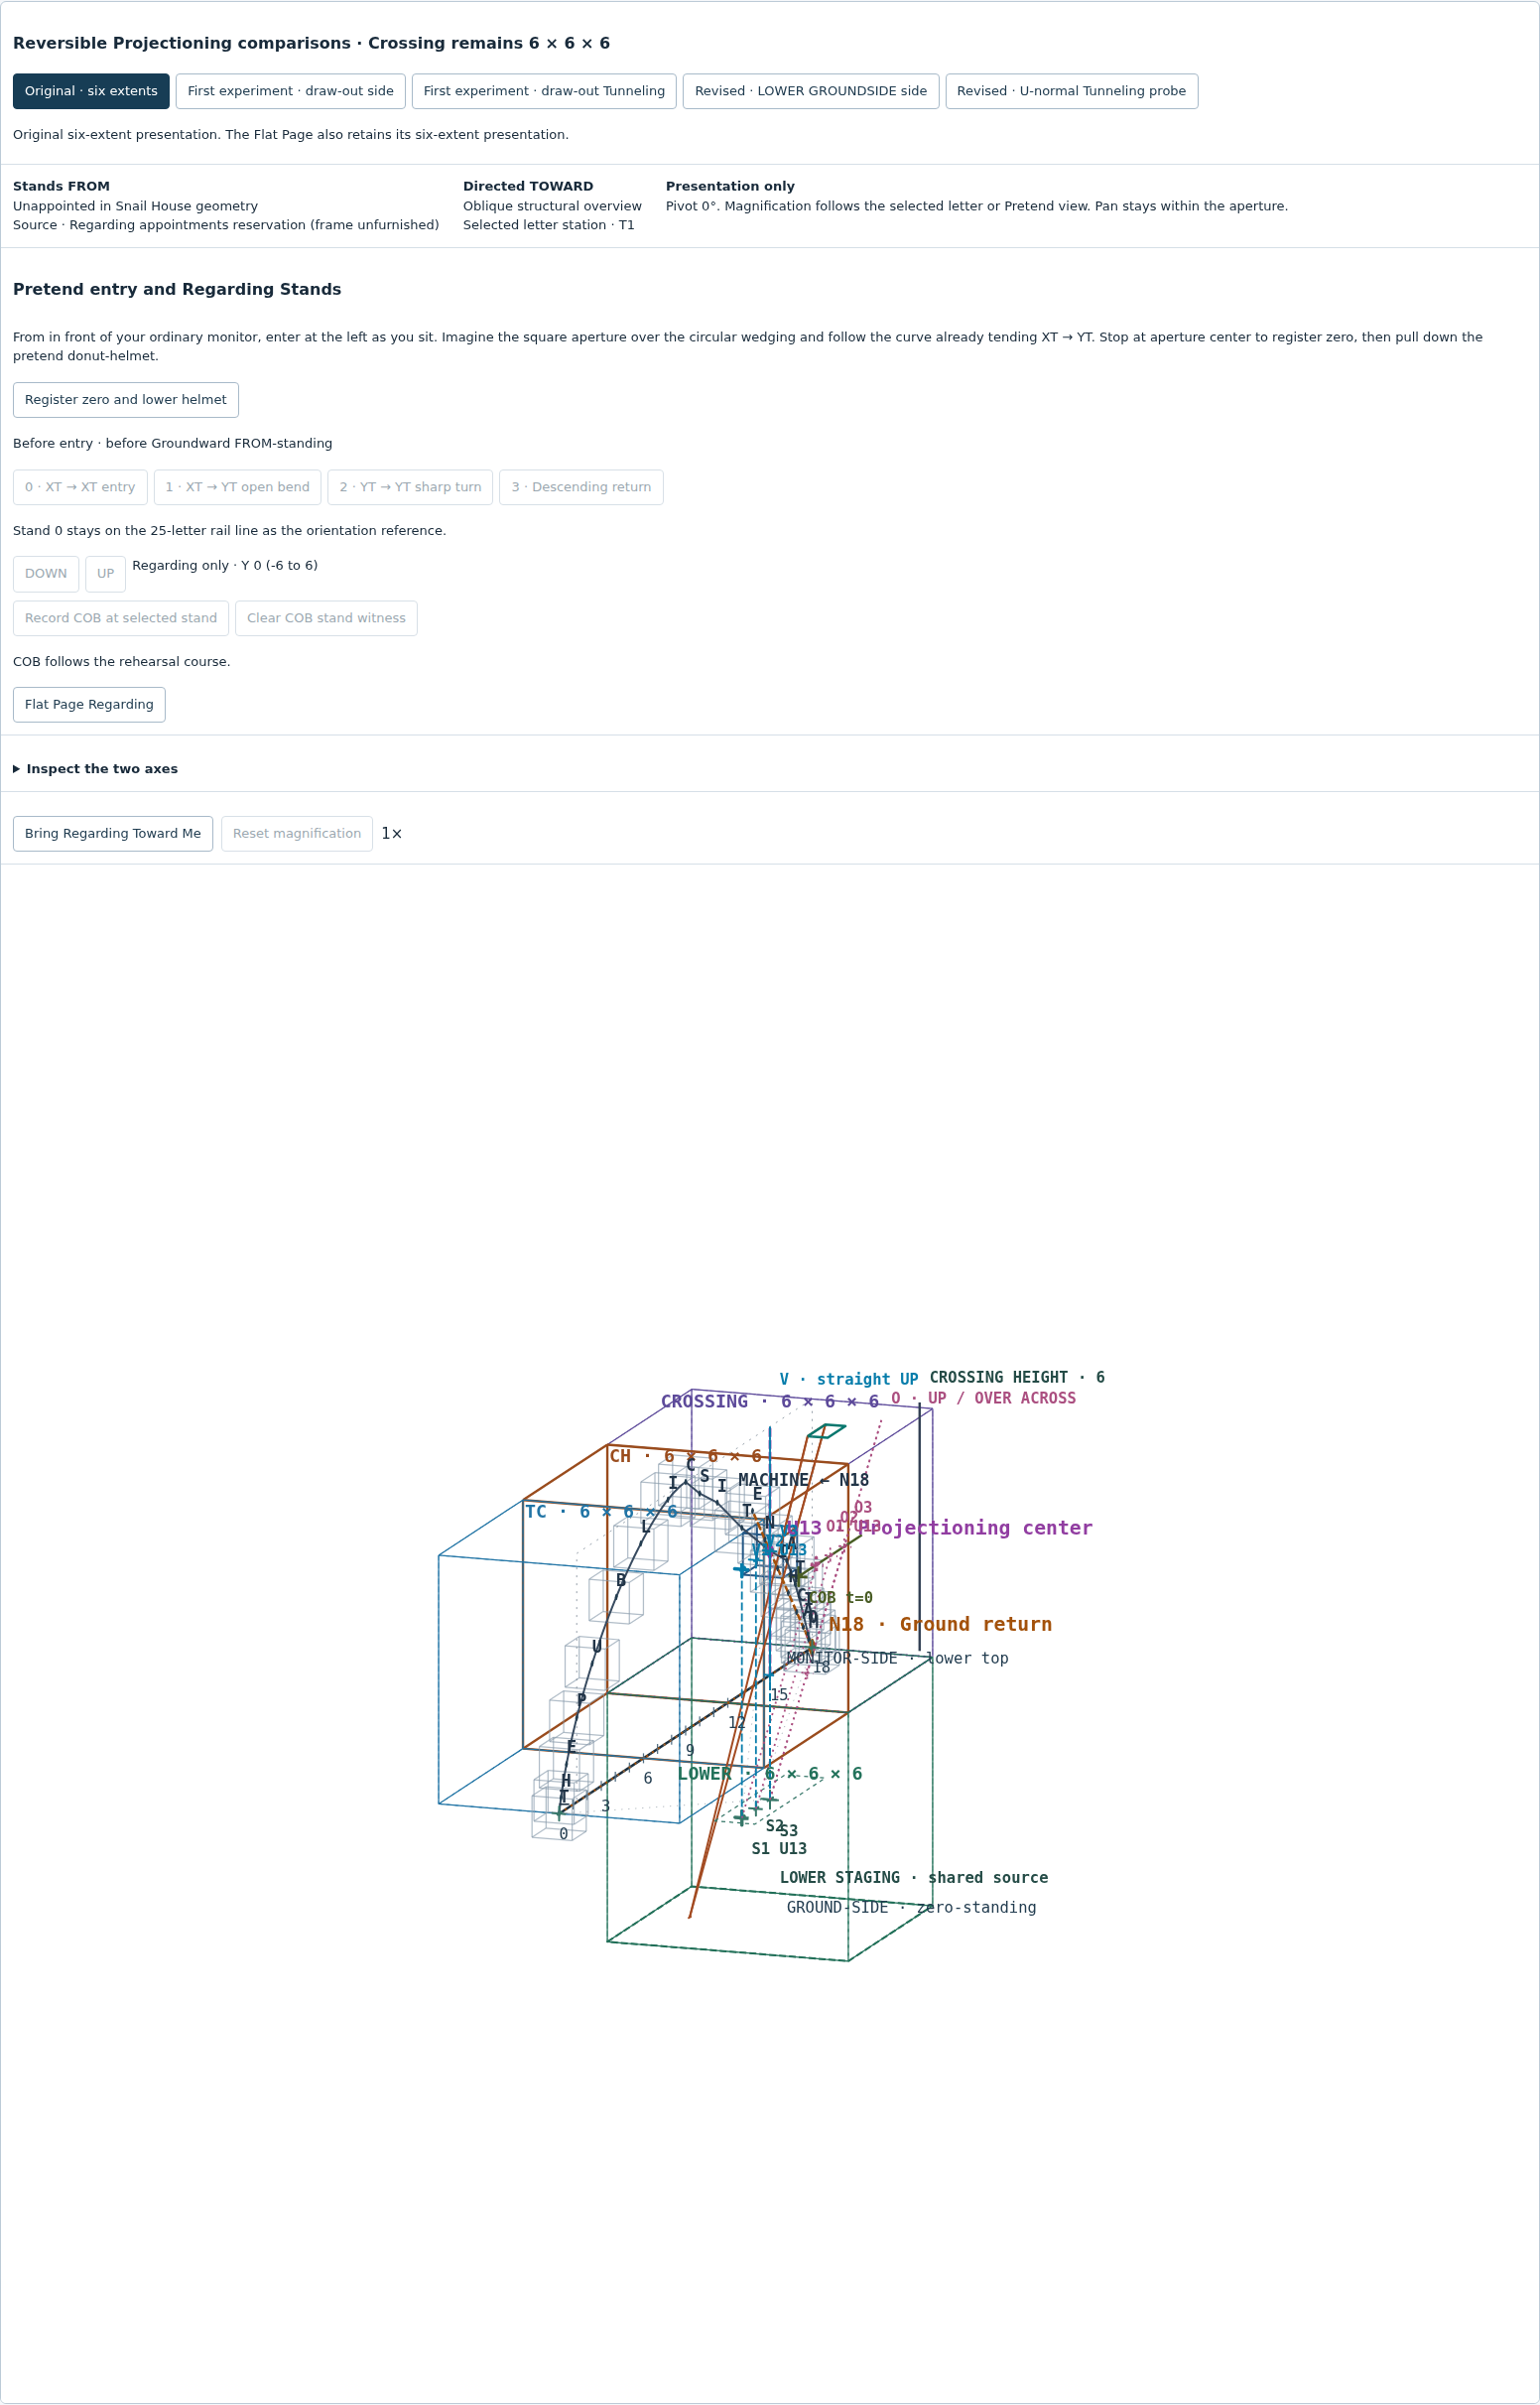 Reversible Projectioning comparisons · Crossing remains 6 × 6 × 6
Original · six extents
First experiment · draw-out side
First experiment · draw-out Tunneling
Revised · LOWER GROUNDSIDE side
Revised · U-normal Tunneling probe
Original six-extent presentation. The Flat Page also retains its six-extent presentation.
Stands FROM
Unappointed in Snail House geometry
Source · Regarding appointments reservation (frame unfurnished)
Directed TOWARD
Oblique structural overview
Selected letter station · T1
Presentation only
Pivot 0°. Magnification follows the selected letter or Pretend view. Pan stays within the aperture.
Pretend entry and Regarding Stands
From in front of your ordinary monitor, enter at the left as you sit. Imagine the square aperture over the circular wedging and follow the curve already tending XT → YT. Stop at aperture center to register zero, then pull down the
pretend donut-helmet.
Register zero and lower helmet
Before entry · before Groundward FROM-standing
0 · XT → XT entry
1 · XT → YT open bend
2 · YT → YT sharp turn
3 · Descending return
Stand 0 stays on the 25-letter rail line as the orientation reference.
DOWN
UP
Regarding only · Y 0 (-6 to 6)
Record COB at selected stand
Clear COB stand witness
COB follows the rehearsal course.
Flat Page Regarding
Inspect the two axes
Bring Regarding Toward Me
Reset magnification
1×
V · straight UP
CROSSING HEIGHT · 6
CROSSING · 6 × 6 × 6
O · UP / OVER ACROSS
CH · 6 × 6 × 6
C
S
I
I
MACHINE ← N18
E
TC · 6 × 6 × 6
T
O3
O2
N
L
U13 · Projectioning center
B
COB t=0
N18 · Ground return
U
MONITOR-SIDE · lower top
18
15
P
12
F
9
LOWER · 6 × 6 × 6
H
6
T
3
0
S2
S3
S1 U13
LOWER STAGING · shared source
GROUND-SIDE · zero-standing